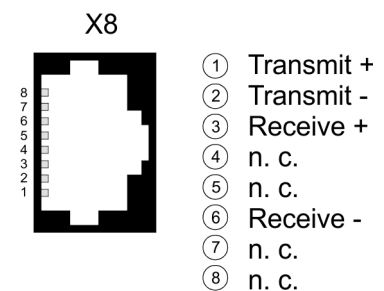 X8
8
7
6
5
4
3
2
1
1 Transmit +
2 Transmit -
3 Receive +
4 n. c.
5 n. c.
6 Receive -
7 n. c.
8 n. c.